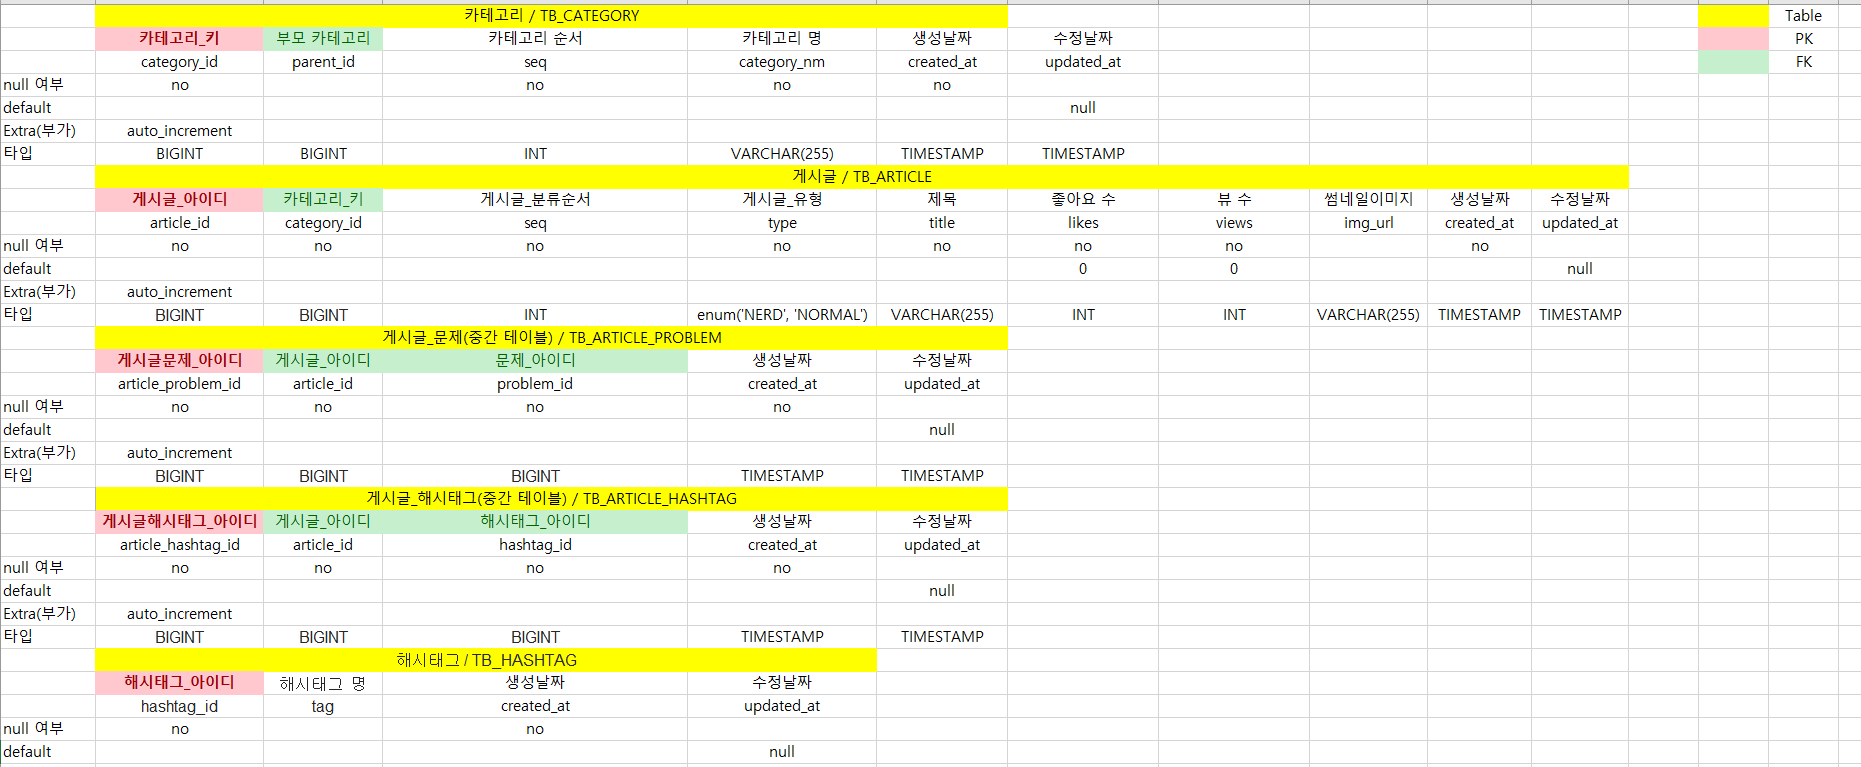 카테고리 / TB_CATEGORY Table
카테고리_키 부모 카테고리 카테고리 순서 카테고리 명 생성날짜 수정날짜 PK
category_id parent_id seq category_nm created_at updated_at FK
null 여부 no no no no
default null
Extra(부가) auto_increment
타입 BIGINT BIGINT INT VARCHAR(255) TIMESTAMP TIMESTAMP
게시글 / TB_ARTICLE
게시글_아이디 카테고리_키 게시글_분류순서 게시글_유형 제목 좋아요 수 뷰 수 썸네일이미지 생성날짜 수정날짜
article_id category_id seq type title likes views img_url created_at updated_at
null 여부 no no no no no no no no
default 0 0 null
Extra(부가) auto_increment
타입 BIGINT BIGINT INT enum('NERD', 'NORMAL') VARCHAR(255) INT INT VARCHAR(255) TIMESTAMP TIMESTAMP
게시글_문제(중간 테이블) / TB_ARTICLE_PROBLEM
게시글문제_아이디 게시글_아이디 문제_아이디 생성날짜 수정날짜
article_problem_id article_id problem_id created_at updated_at
null 여부 no no no no
default null
Extra(부가) auto_increment
타입 BIGINT BIGINT BIGINT TIMESTAMP TIMESTAMP
게시글_해시태그(중간 테이블) / TB_ARTICLE_HASHTAG
게시글해시태그_아이디 게시글_아이디 해시태그_아이디 생성날짜 수정날짜
article_hashtag_id article_id hashtag_id created_at updated_at
null 여부 no no no no
default null
Extra(부가) auto_increment
타입 BIGINT BIGINT BIGINT TIMESTAMP TIMESTAMP
해시태그 / TB_HASHTAG
해시태그_아이디 해시태그 명 생성날짜 수정날짜
hashtag_id tag created_at updated_at
null 여부 no no
default null